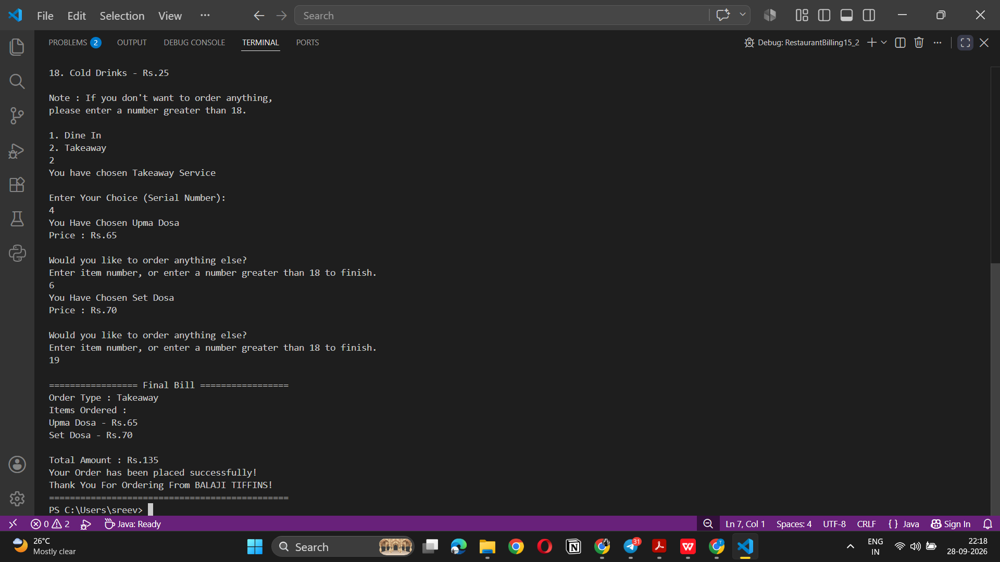 File Edit Selection View ··· Search
PROBLEMS 2 OUTPUT DEBUG CONSOLE TERMINAL PORTS Debug: RestaurantBilling15_2
18. Cold Drinks - Rs.25
Note : If you don't want to order anything,
please enter a number greater than 18.
1. Dine In
2. Takeaway
2
You have chosen Takeaway Service
Enter Your Choice (Serial Number):
4
You Have Chosen Upma Dosa
Price : Rs.65
Would you like to order anything else?
Enter item number, or enter a number greater than 18 to finish.
6
You Have Chosen Set Dosa
Price : Rs.70
Would you like to order anything else?
Enter item number, or enter a number greater than 18 to finish.
19
================= Final Bill =================
Order Type : Takeaway
Items Ordered :
Upma Dosa - Rs.65
Set Dosa - Rs.70
Total Amount : Rs.135
Your Order has been placed successfully!
Thank You For Ordering From BALAJI TIFFINS!
==============================================
PS C:\Users\sreev>
0 2 Java: Ready Ln 7, Col 1 Spaces: 4 UTF-8 CRLF { } Java Sign In
26°C
Mostly clear
Search
31
ENG
IN
22:18
28-09-2026